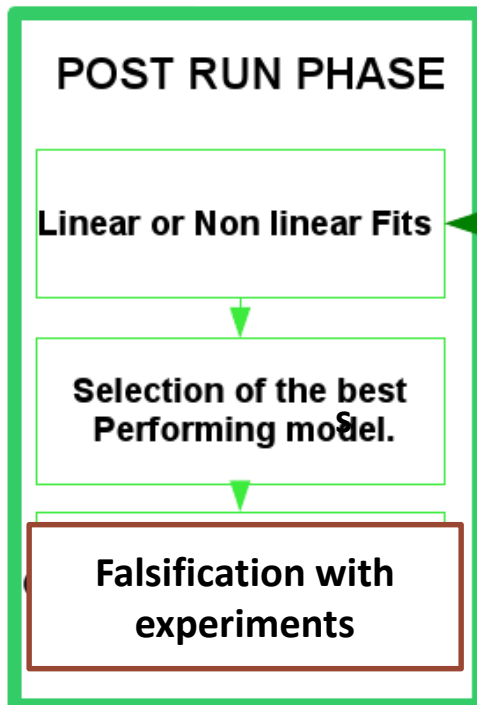 POST RUN PHASE
Linear or Non linear Fits
Selection of the best
Performing model.
s
Falsification with
experiments